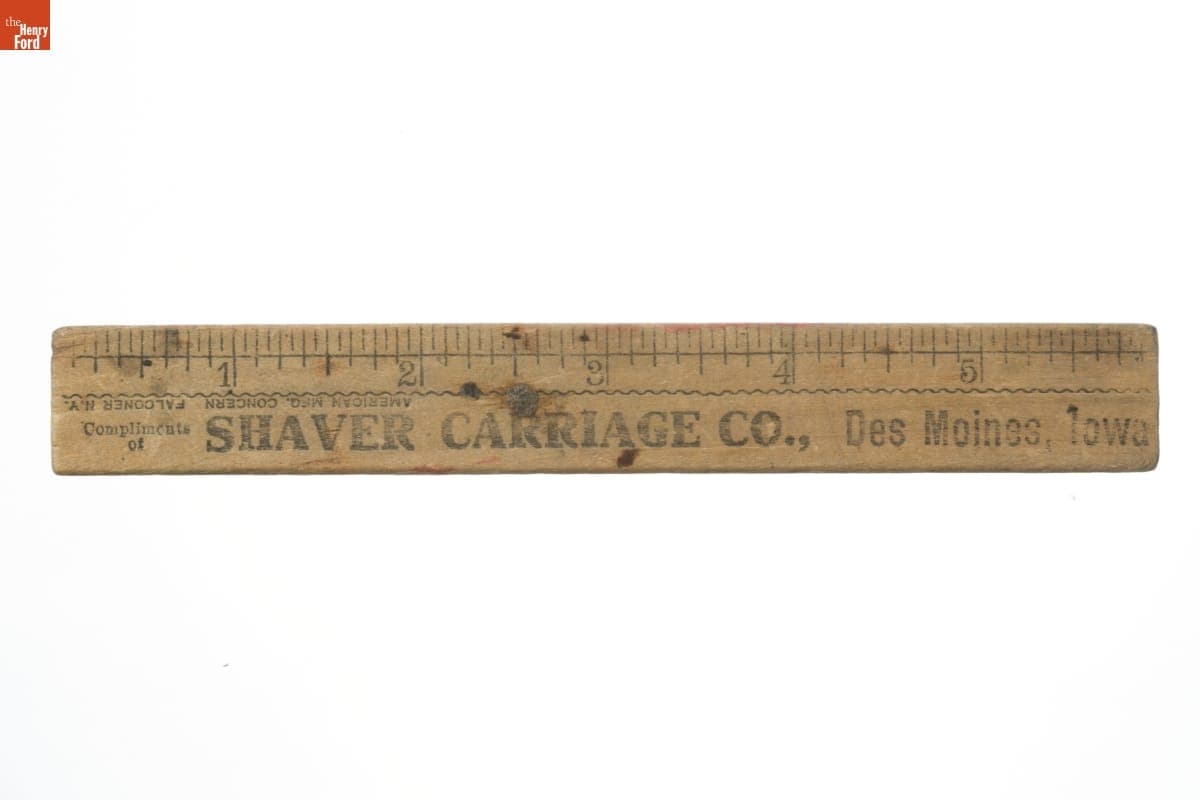 the
Henry
Ford
1 2 3 4 5
AMERICAN MFG. CONCERN FALCONER N.Y.
Compliments
of
SHAVER CARRIAGE CO., Des Moines, Iowa